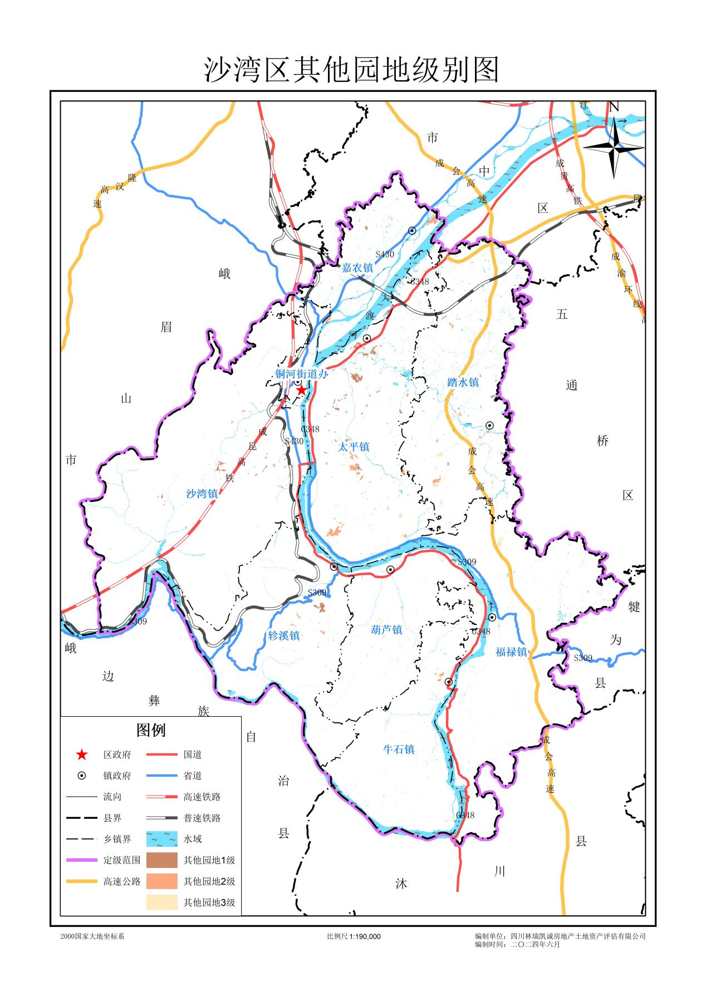 沙湾区其他园地级别图
N
江
市
中
区
成会高速
成贵高铁
隆汉高速
隆
成渝环线高
峨
眉
山
市
五
通
桥
区
S430
嘉农镇
G348
大
渡
河
铜河街道办
踏水镇
G348
S430
太平镇
成昆高铁
成会高速
沙湾镇
S309
S309
S309
轸溪镇
葫芦镇
G348
福禄镇
S309
犍
为
县
峨
边
彝
族
自
治
县
牛石镇
成会高速
G348
沐
川
县
图例
区政府 国道
镇政府 省道
流向 高速铁路
县界 普速铁路
乡镇界 水域
定级范围 其他园地1级
高速公路 其他园地2级
其他园地3级
2000国家大地坐标系
比例尺 1:190,000
编制单位：四川林瑞凯诚房地产土地资产评估有限公司
编制时间：二〇二四年六月